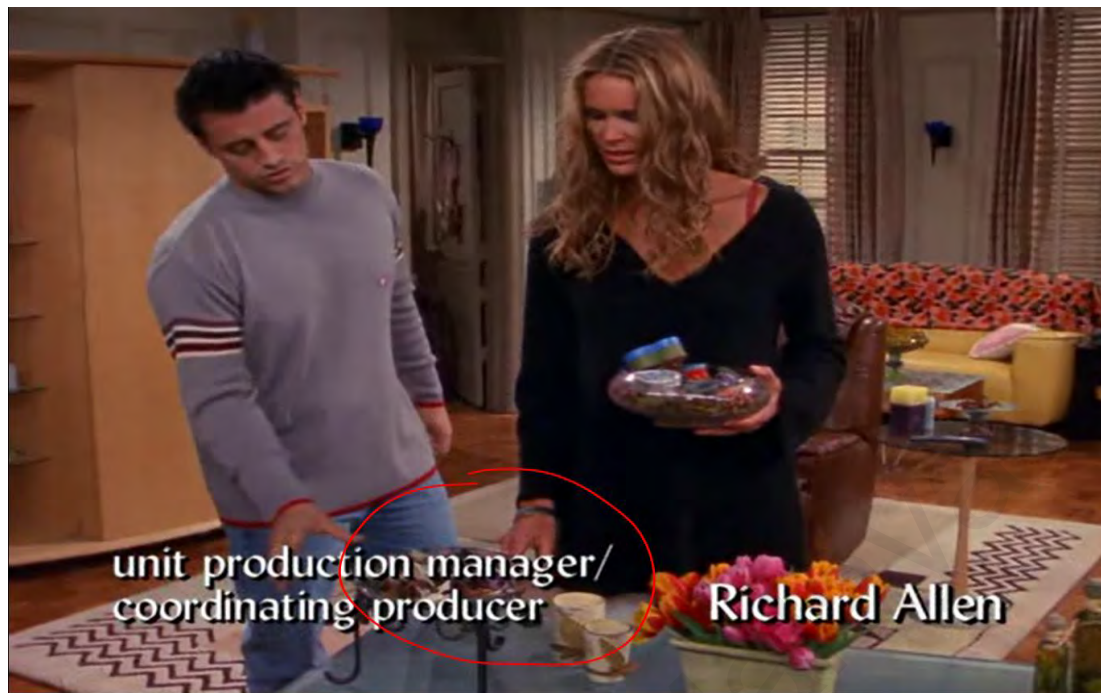 unit production manager/
coordinating producer
Richard Allen